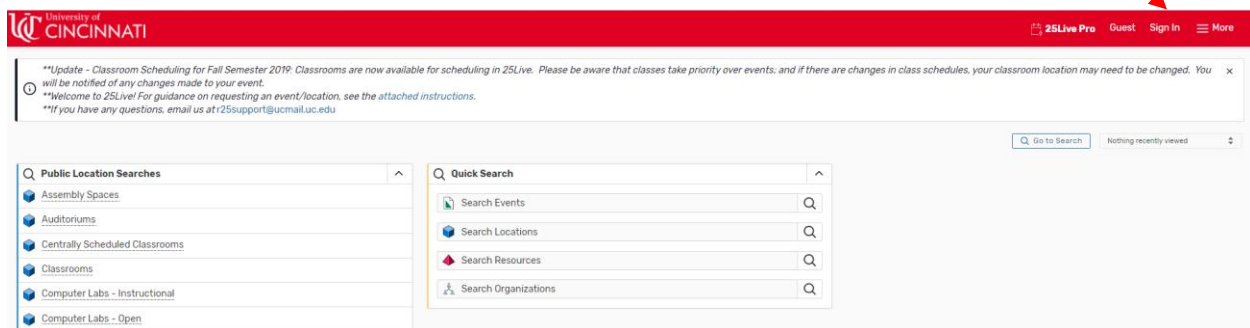 University of
CINCINNATI
25Live Pro Guest Sign In More
**Update - Classroom Scheduling for Fall Semester 2019: Classrooms are now available for scheduling in 25Live. Please be aware that classes take priority over events; and if there are changes in class schedules, your classroom location may need to be changed. You
will be notified of any changes made to your event.
**Welcome to 25Live! For guidance on requesting an event/location, see the attached instructions.
**If you have any questions, email us at r25support@ucmail.uc.edu
Go to Search Nothing recently viewed
Public Location Searches
Assembly Spaces
Auditoriums
Centrally Scheduled Classrooms
Classrooms
Computer Labs - Instructional
Computer Labs - Open
Quick Search
Search Events
Search Locations
Search Resources
Search Organizations